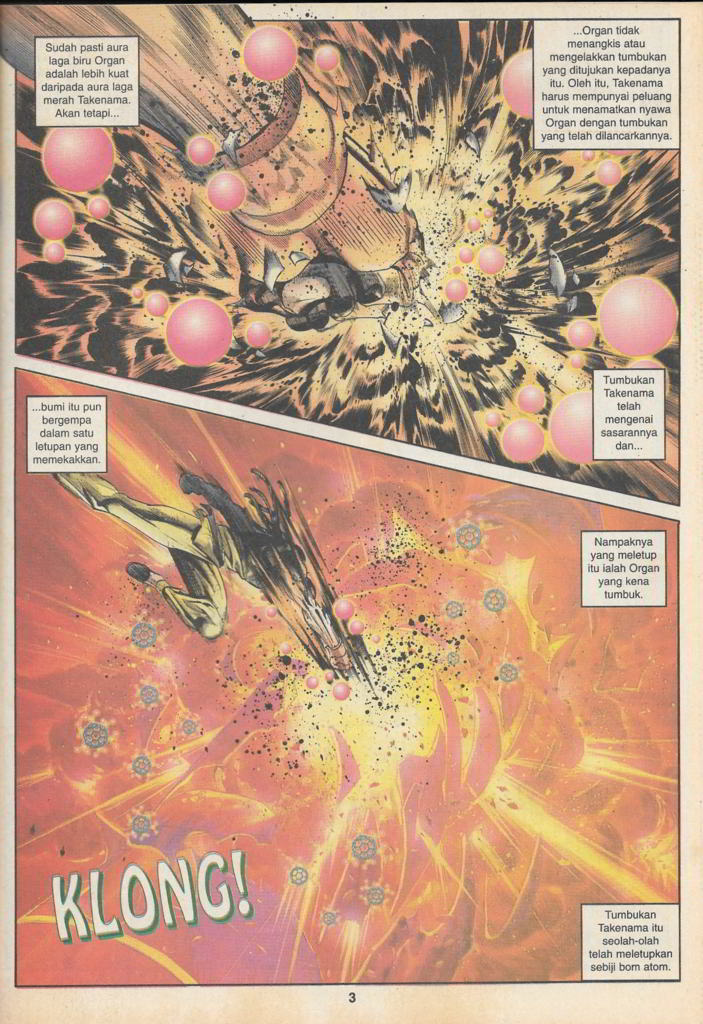 Sudah pasti aura
laga biru Organ
adalah lebih kuat
daripada aura laga
merah Takenama.
Akan tetapi...
...Organ tidak
menangkis atau
mengelakkan tumbukan
yang ditujukan kepadanya
itu. Oleh itu, Takenama
harus mempunyai peluang
untuk menamatkan nyawa
Organ dengan tumbukan
yang telah dilancarkannya.
Tumbukan
Takenama
telah
mengenai
sasarannya
dan...
...bumi itu pun
bergempa
dalam satu
letupan yang
memekakkan.
Nampaknya
yang meletup
itu ialah Organ
yang kena
tumbuk.
KLONG!
Tumbukan
Takenama itu
seolah-olah
telah meletupkan
sebiji bom atom.
3